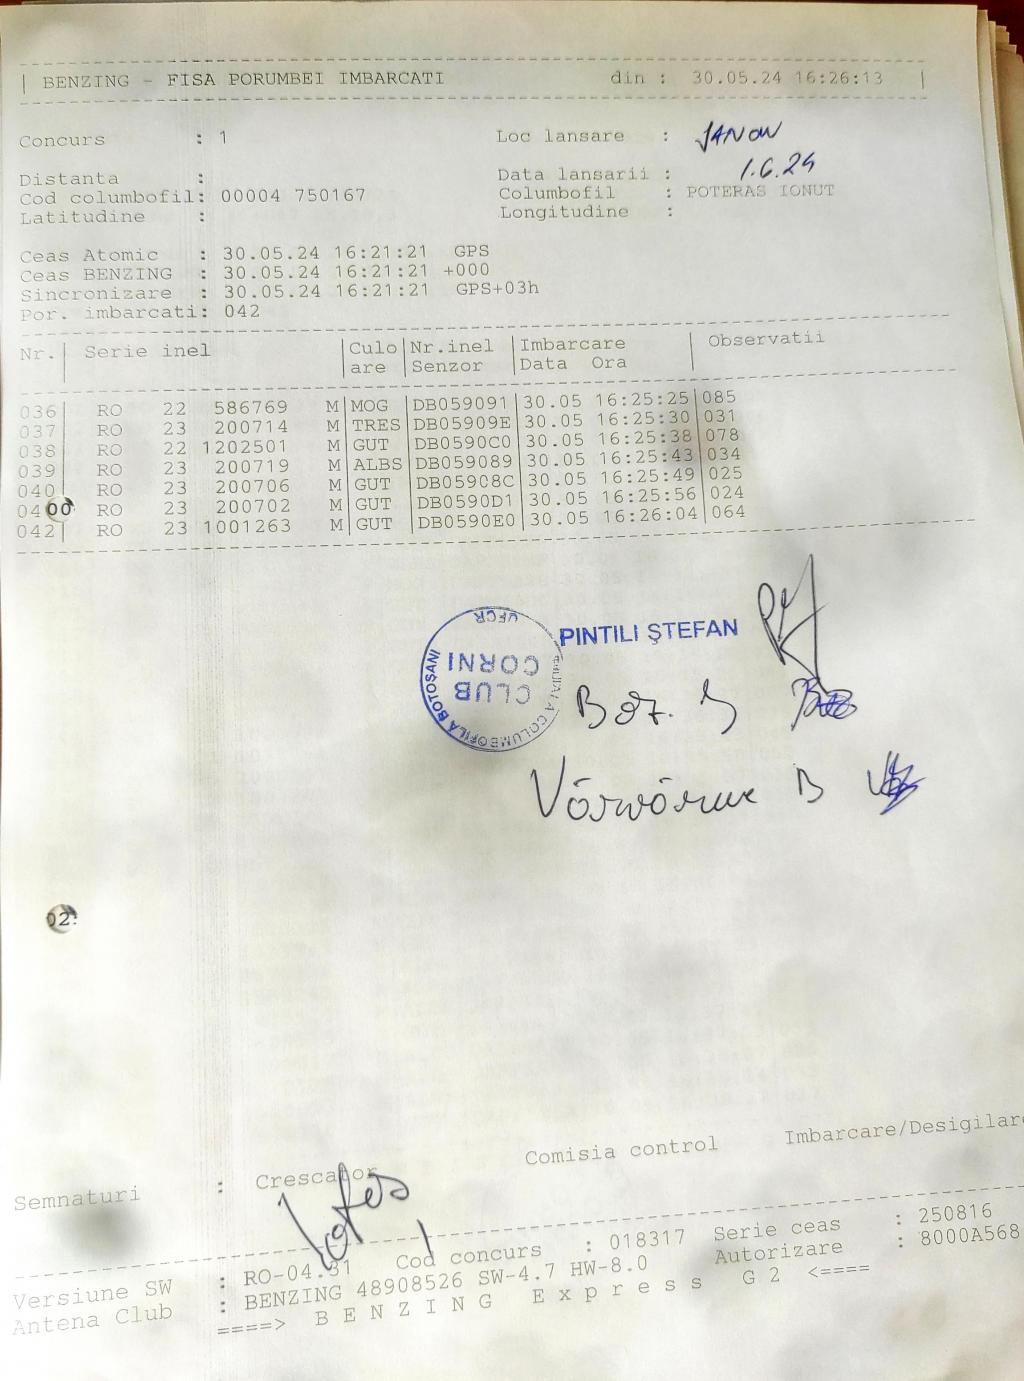 BENZING - FISA PORUMBEI IMBARCATI din : 30.05.24 16:26:13
Concurs : 1 Loc lansare : JANOW
Distanta : Data lansarii : 1.6.24
Cod columbofil: 00004 750167 Columbofil : POTERAS IONUT
Latitudine : Longitudine :
Ceas Atomic : 30.05.24 16:21:21 GPS
Ceas BENZING : 30.05.24 16:21:21 +000
Sincronizare : 30.05.24 16:21:21 GPS+03h
Por. imbarcati: 042
Nr. | Serie inel | Culo | Nr.inel | Imbarcare | Observatii
are | Senzor | Data Ora
036 | RO 22 586769 M | MOG | DB059091 | 30.05 16:25:25 | 085
037 | RO 23 200714 M | TRES | DB05909E | 30.05 16:25:30 | 031
038 | RO 22 1202501 M | GUT | DB0590C0 | 30.05 16:25:38 | 078
039 | RO 23 200719 M | ALBS | DB059089 | 30.05 16:25:43 | 034
040 | RO 23 200706 M | GUT | DB05908C | 30.05 16:25:49 | 025
04 00 RO 23 200702 M | GUT | DB0590D1 | 30.05 16:25:56 | 024
042 | RO 23 1001263 M | GUT | DB0590E0 | 30.05 16:26:04 | 064
UFCR
CLUB
CORNI
COLUMBOFILĂ BOTOȘANI
PINTILI ȘTEFAN
02:
Semnaturi : Crescator Comisia control Imbarcare/Desigilare
Versiune SW : RO-04.31 Cod concurs : 018317 Serie ceas : 250816
Antena Club : BENZING 48908526 SW-4.7 HW-8.0 Autorizare : 8000A568
====> B E N Z I N G E x p r e s s G 2 <====